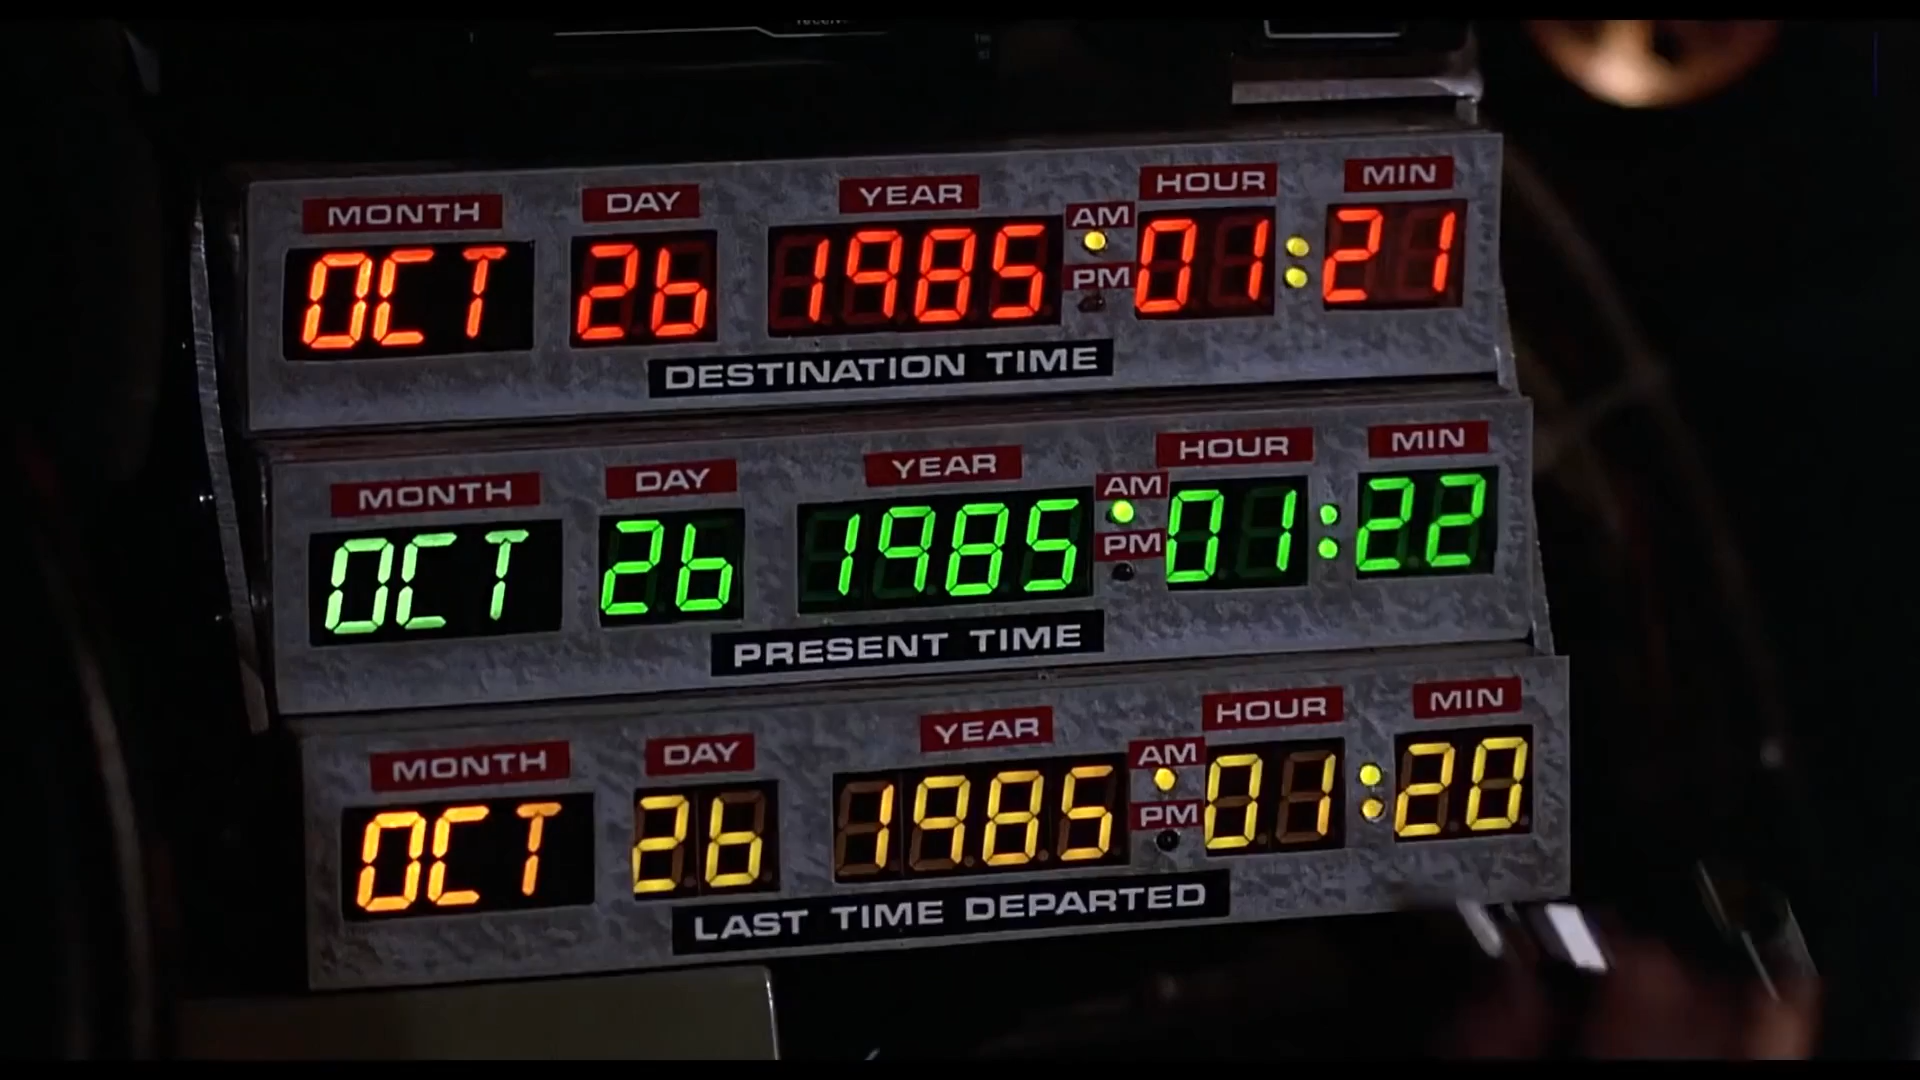 MONTH DAY YEAR AM HOUR MIN
OCT 26 1985 PM 01:21
DESTINATION TIME
MONTH DAY YEAR AM HOUR MIN
OCT 26 1985 PM 01:22
PRESENT TIME
MONTH DAY YEAR AM HOUR MIN
OCT 26 1985 PM 01:20
LAST TIME DEPARTED